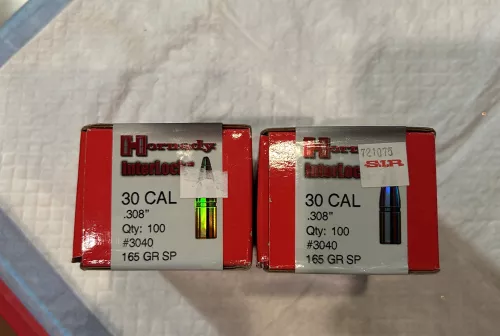 Hornady
InterLock
30 CAL
.308"
Qty: 100
#3040
165 GR SP
721075
S.I.R.
Hornady
InterLock
30 CAL
.308"
Qty: 100
#3040
165 GR SP